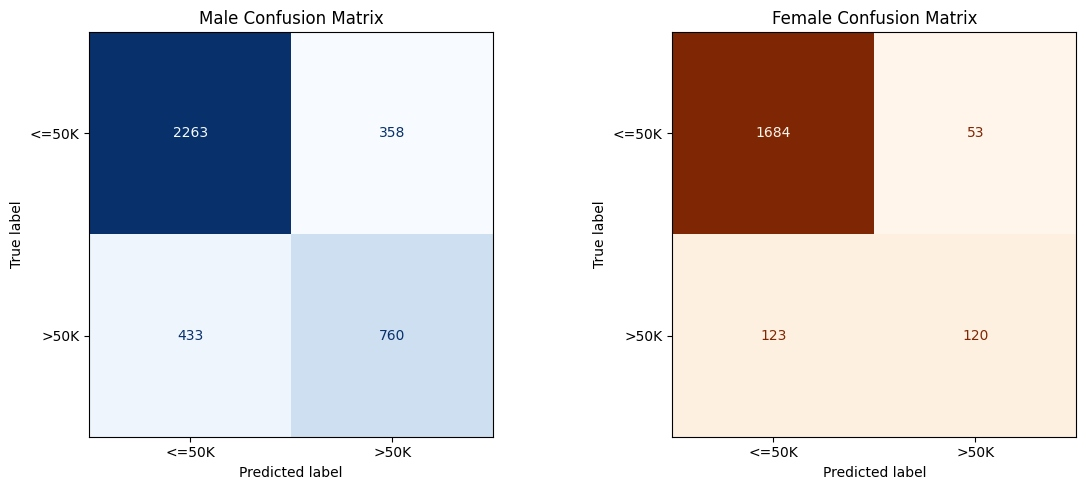 Male Confusion Matrix
True label
<=50K
>50K
2263
358
433
760
<=50K
>50K
Predicted label
Female Confusion Matrix
True label
<=50K
>50K
1684
53
123
120
<=50K
>50K
Predicted label